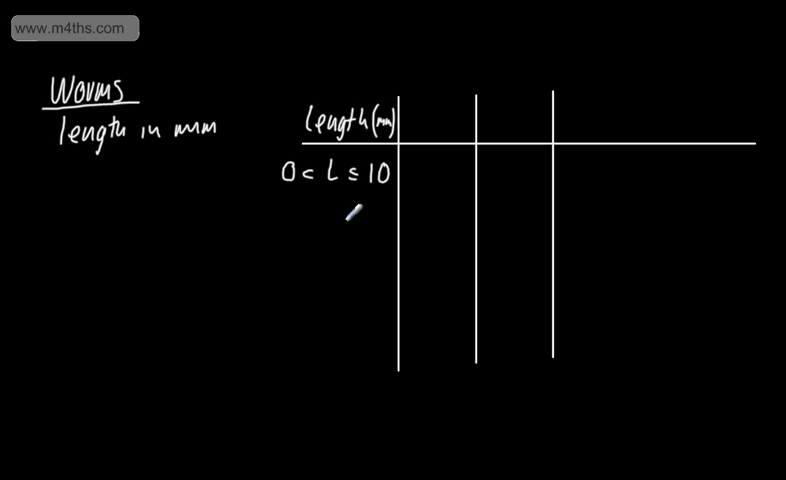 www.m4ths.com
Worms
length in mm
length (mm)
0 < L ≤ 10